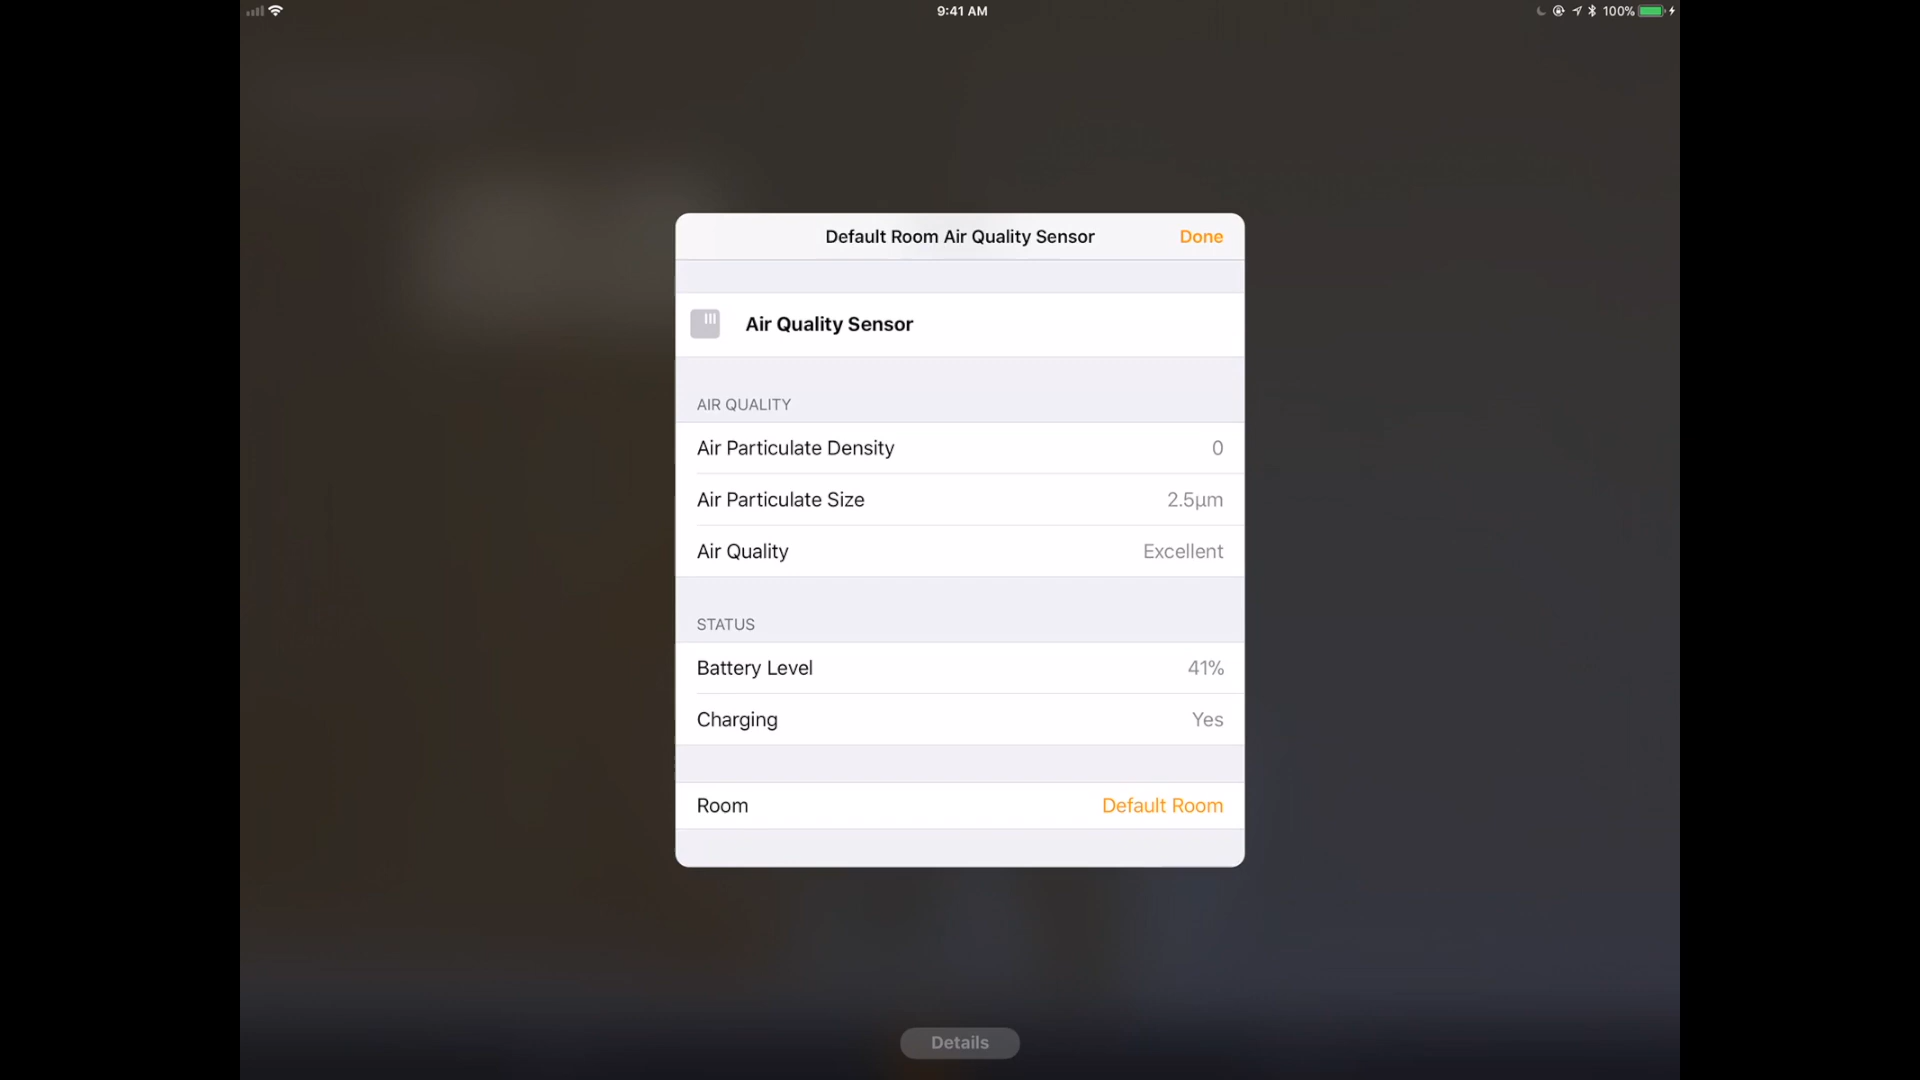 9:41 AM
100%
Default Room Air Quality Sensor
Done
Air Quality Sensor
AIR QUALITY
Air Particulate Density 0
Air Particulate Size 2.5µm
Air Quality Excellent
STATUS
Battery Level 41%
Charging Yes
Room Default Room
Details